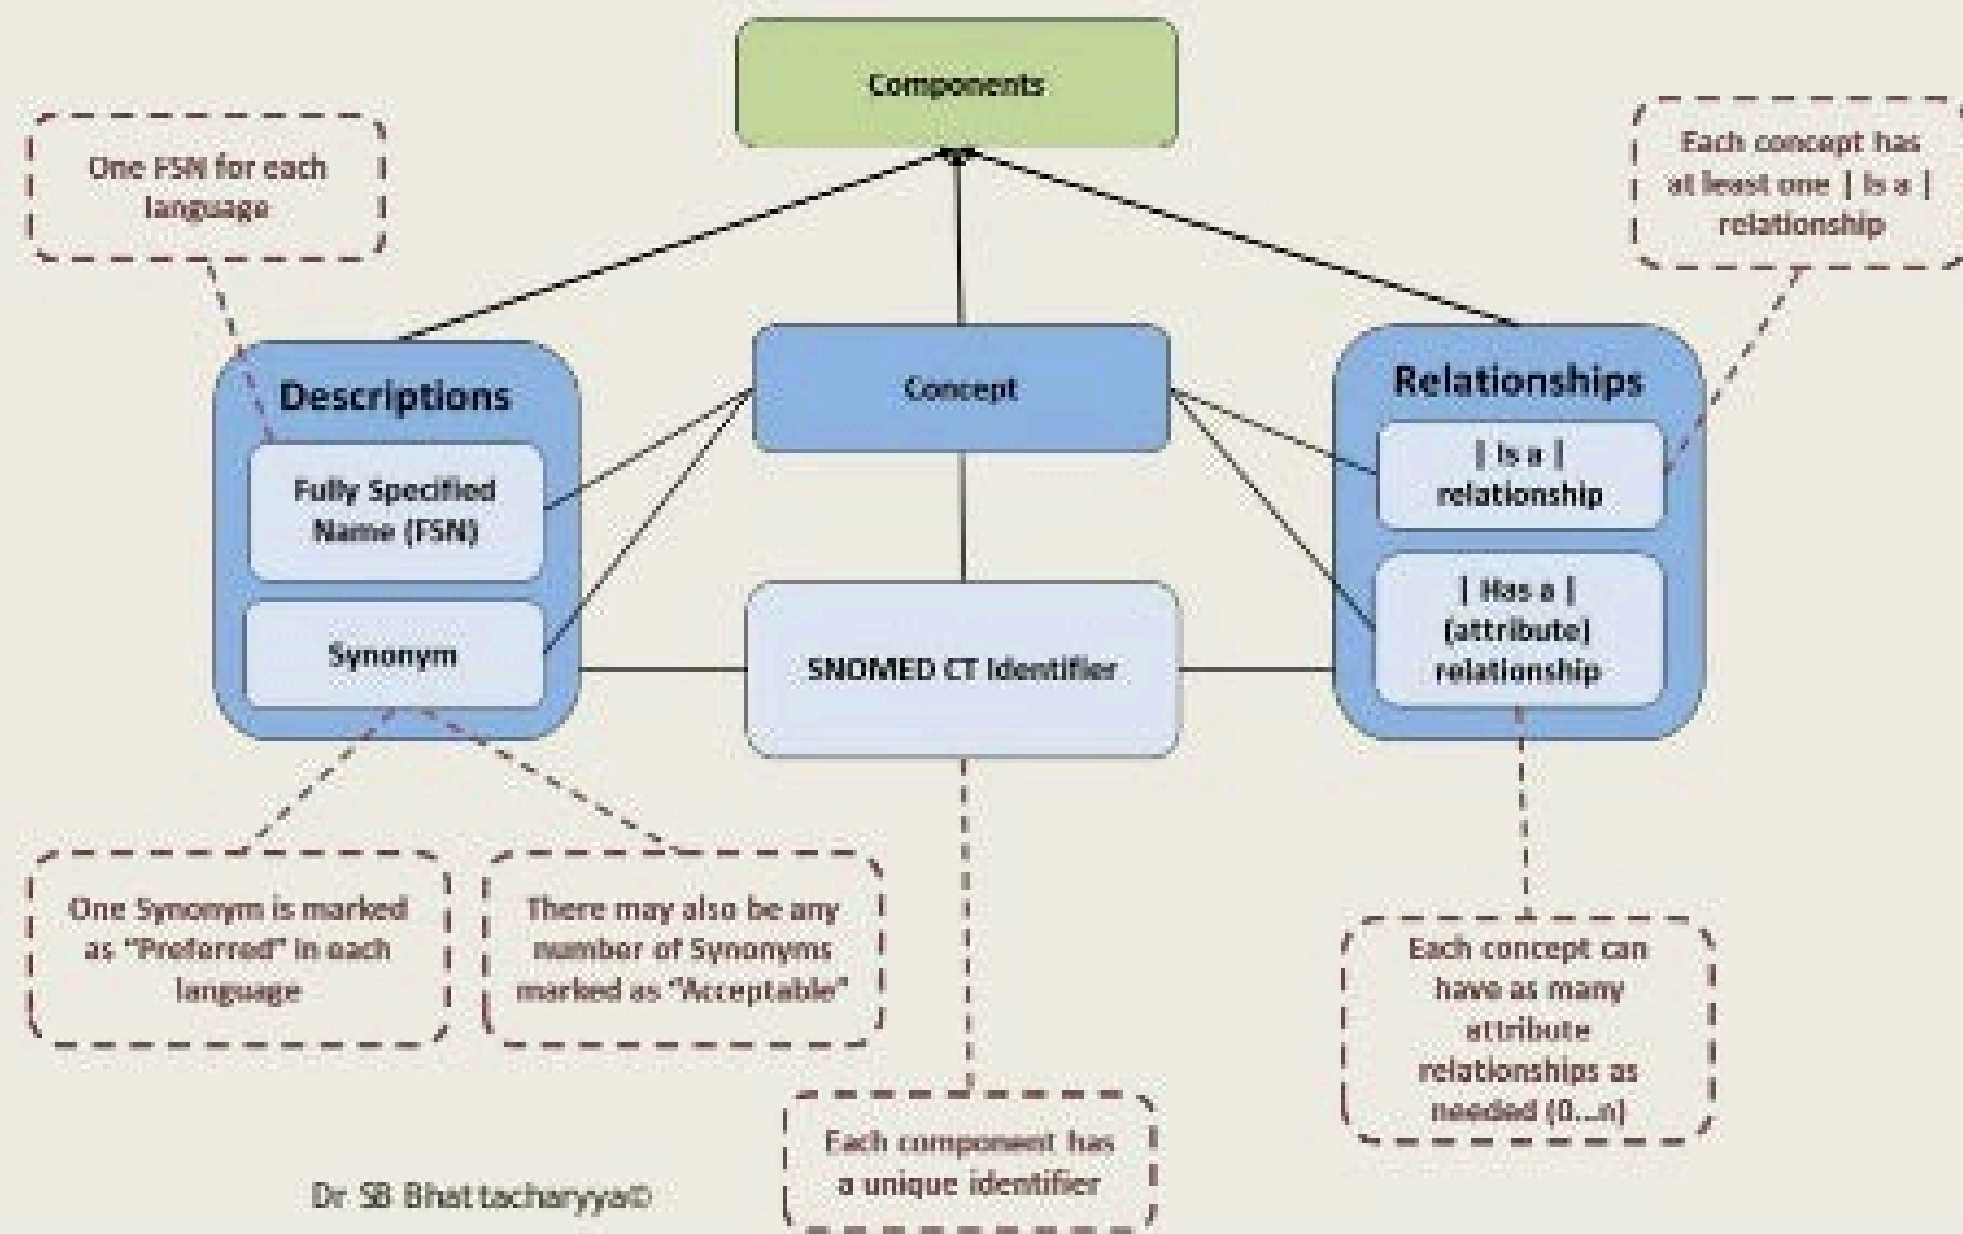 Components
One FSN for each
language
Each concept has
at least one | Is a |
relationship
Descriptions
Fully Specified
Name (FSN)
Synonym
Concept
SNOMED CT Identifier
Relationships
| Is a |
relationship
| Has a |
(attribute)
relationship
One Synonym is marked
as "Preferred" in each
language
There may also be any
number of Synonyms
marked as "Acceptable"
Each component has
a unique identifier
Each concept can
have as many
attribute
relationships as
needed (0...n)
Dr SB Bhattacharyya©